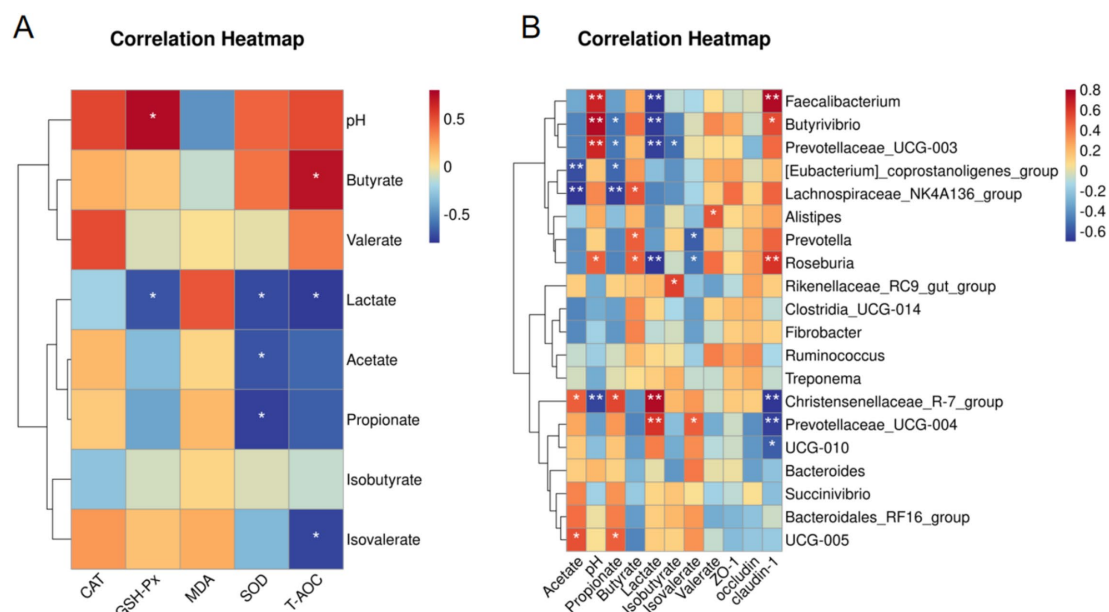 A
Correlation Heatmap
pH
Butyrate
Valerate
Lactate
Acetate
Propionate
Isobutyrate
Isovalerate
CAT
GSH-Px
MDA
SOD
T-AOC
0.5
0
-0.5
*
*
* * *
*
*
*
B
Correlation Heatmap
Faecalibacterium
Butyrivibrio
Prevotellaceae_UCG-003
[Eubacterium]_coprostanoligenes_group
Lachnospiraceae_NK4A136_group
Alistipes
Prevotella
Roseburia
Rikenellaceae_RC9_gut_group
Clostridia_UCG-014
Fibrobacter
Ruminococcus
Treponema
Christensenellaceae_R-7_group
Prevotellaceae_UCG-004
UCG-010
Bacteroides
Succinivibrio
Bacteroidales_RF16_group
UCG-005
Acetate
pH
Propionate
Butyrate
Lactate
Isobutyrate
Isovalerate
Valerate
ZO-1
occludin
claudin-1
0.8
0.6
0.4
0.2
0
-0.2
-0.4
-0.6
** ** **
** * ** *
** * ** *
** *
** ** *
*
* *
* * ** * **
*
* ** * ** **
** * **
*
* *